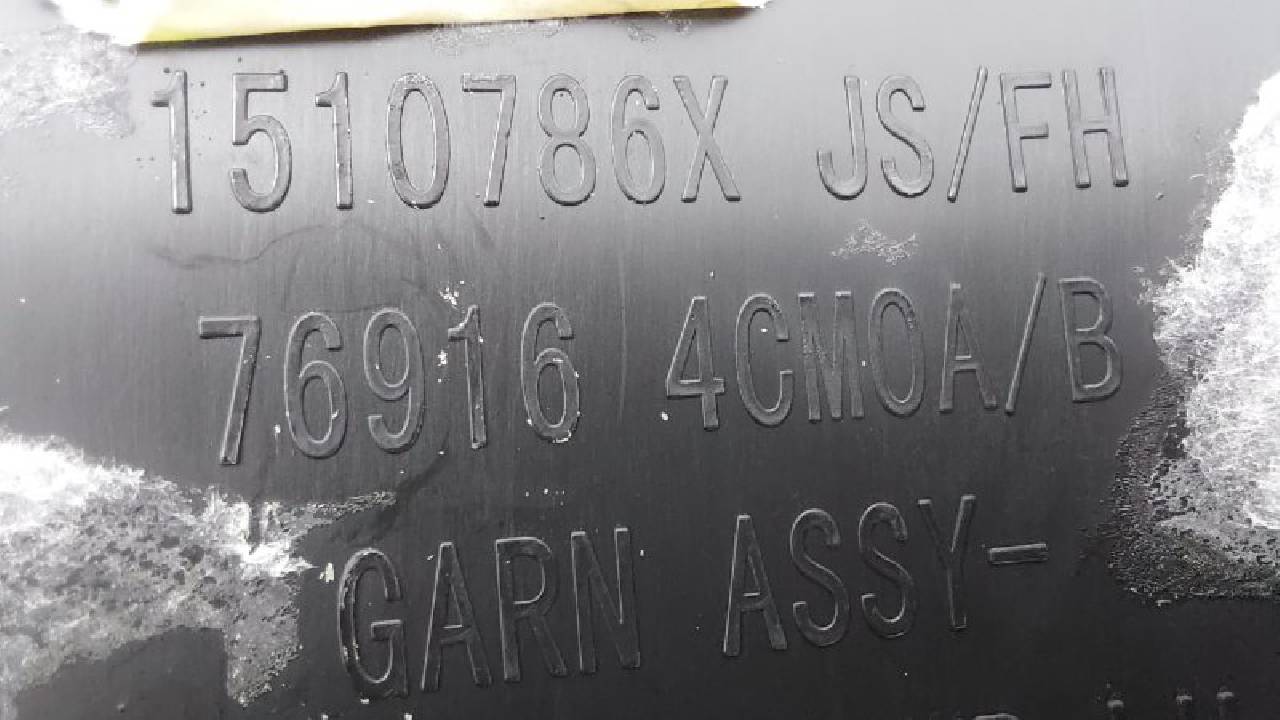 1510786X JS/FH
76916 4CM0A/B
GARN ASSY-